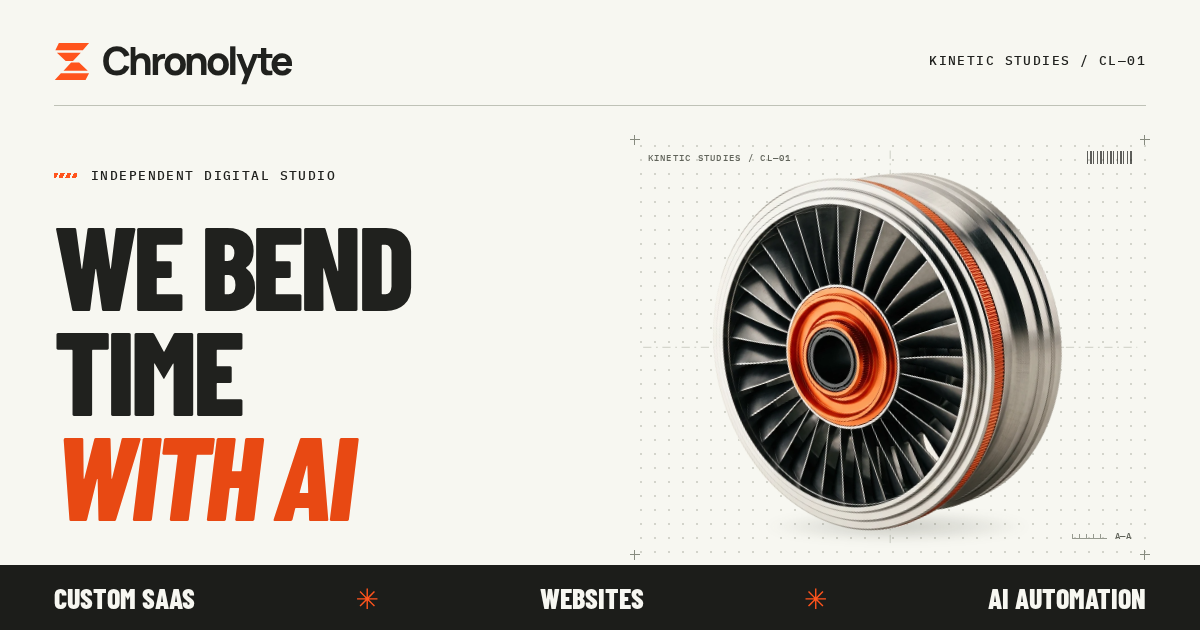 Chronolyte
KINETIC STUDIES / CL—01
KINETIC STUDIES / CL—01
INDEPENDENT DIGITAL STUDIO
WE BEND
TIME
WITH AI
A—A
CUSTOM SAAS
WEBSITES
AI AUTOMATION